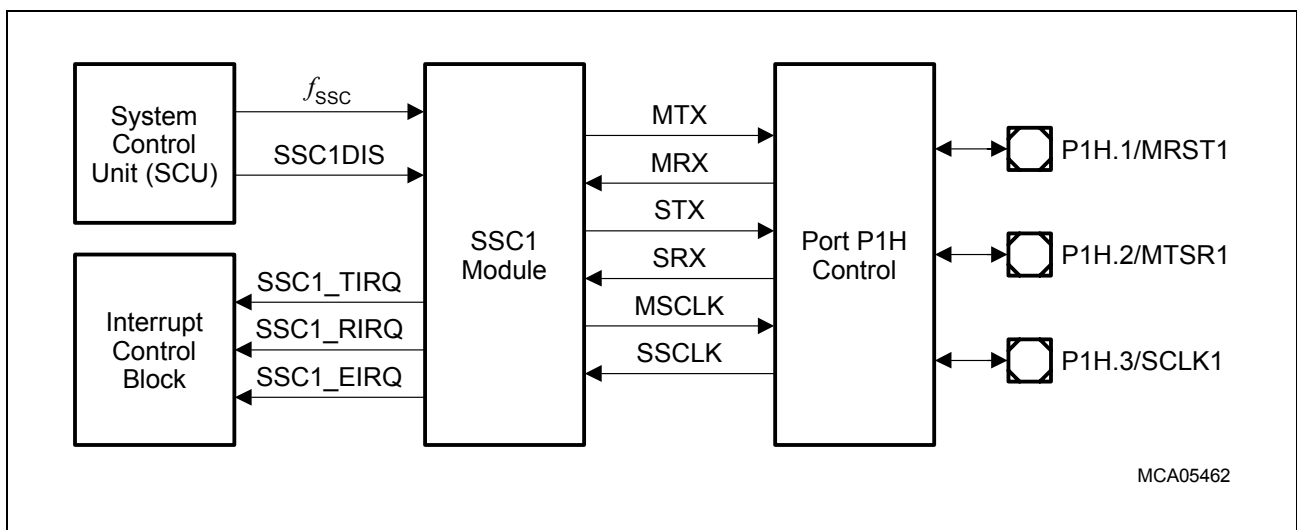 System
Control
Unit (SCU)
fSSC
SSC1DIS
Interrupt
Control
Block
SSC1_TIRQ
SSC1_RIRQ
SSC1_EIRQ
SSC1
Module
MTX
MRX
STX
SRX
MSCLK
SSCLK
Port P1H
Control
P1H.1/MRST1
P1H.2/MTSR1
P1H.3/SCLK1
MCA05462